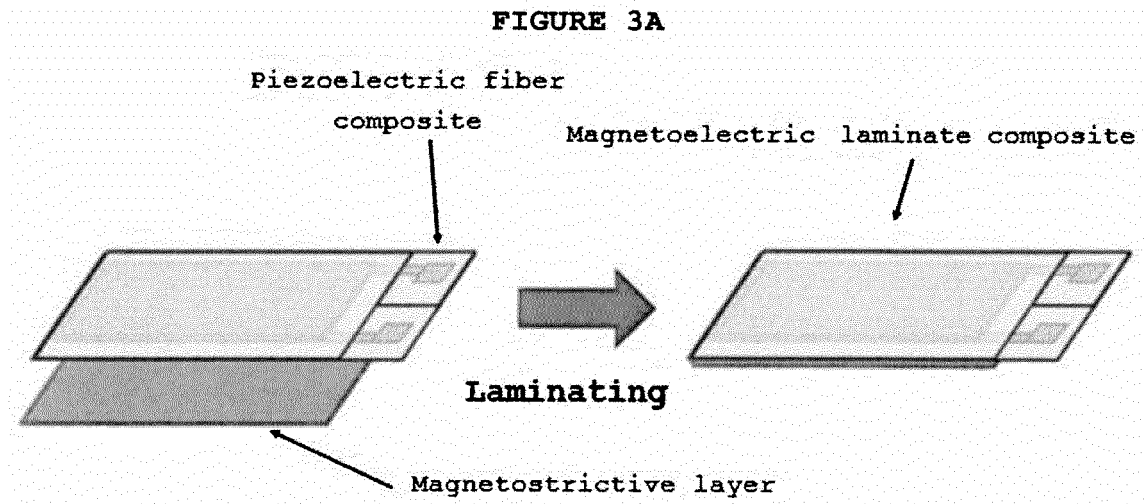 FIGURE 3A
Piezoelectric fiber
composite
Magnetoelectric laminate composite
Laminating
Magnetostrictive layer